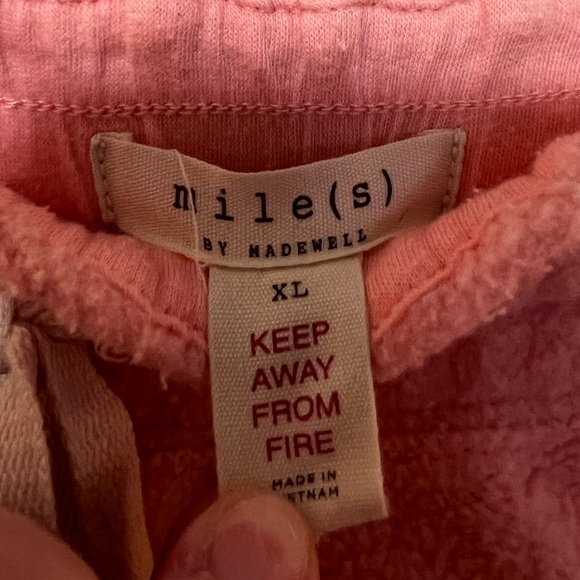 mile(s)
BY MADEWELL
XL
KEEP
AWAY
FROM
FIRE
MADE IN
VIETNAM